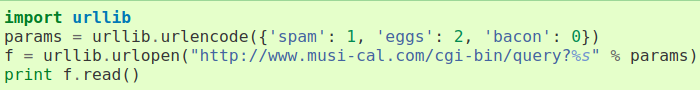 import urllib
params = urllib.urlencode({'spam': 1, 'eggs': 2, 'bacon': 0})
f = urllib.urlopen("http://www.musi-cal.com/cgi-bin/query?%s" % params)
print f.read()